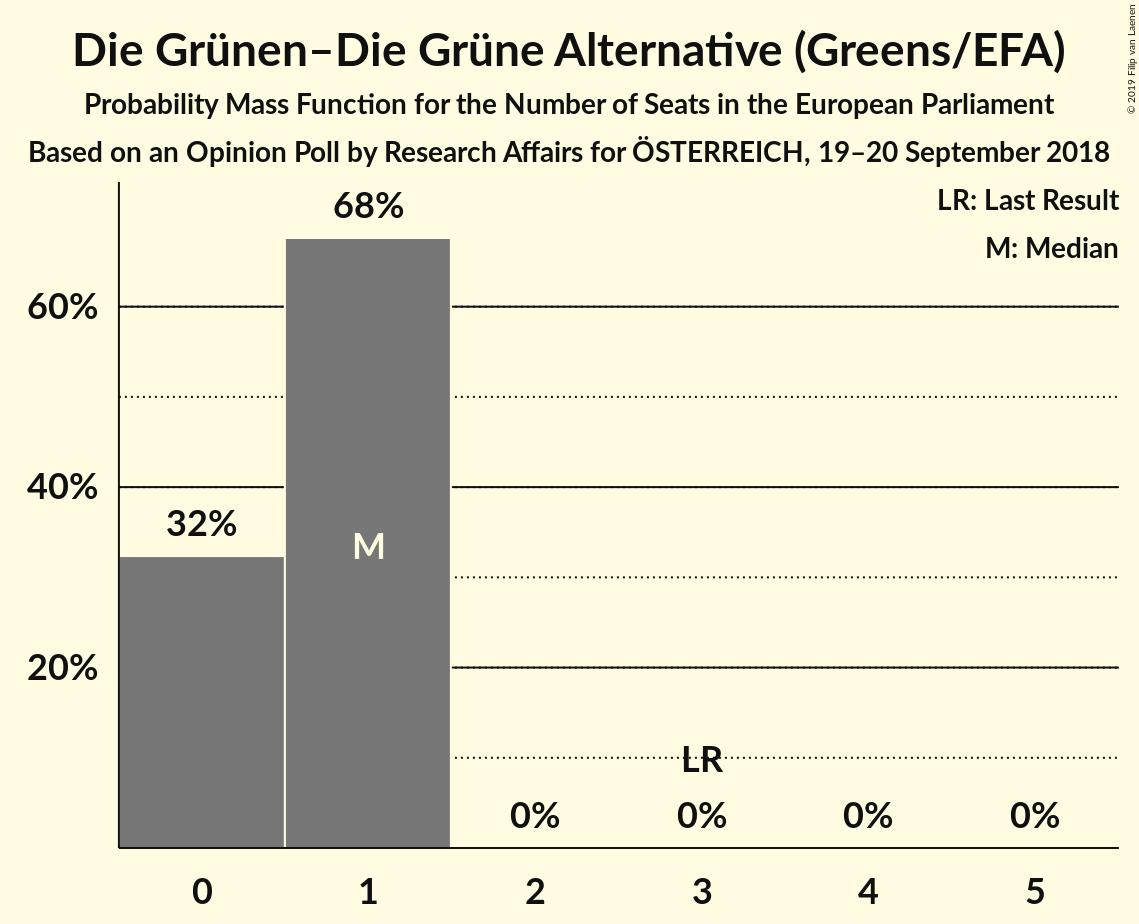 Die Grünen–Die Grüne Alternative (Greens/EFA)
Probability Mass Function for the Number of Seats in the European Parliament
Based on an Opinion Poll by Research Affairs for ÖSTERREICH, 19–20 September 2018
© 2019 Filip van Laenen
LR: Last Result
M: Median
68%
60%
40%
32%
M
20%
LR
0% 0% 0% 0%
0 1 2 3 4 5